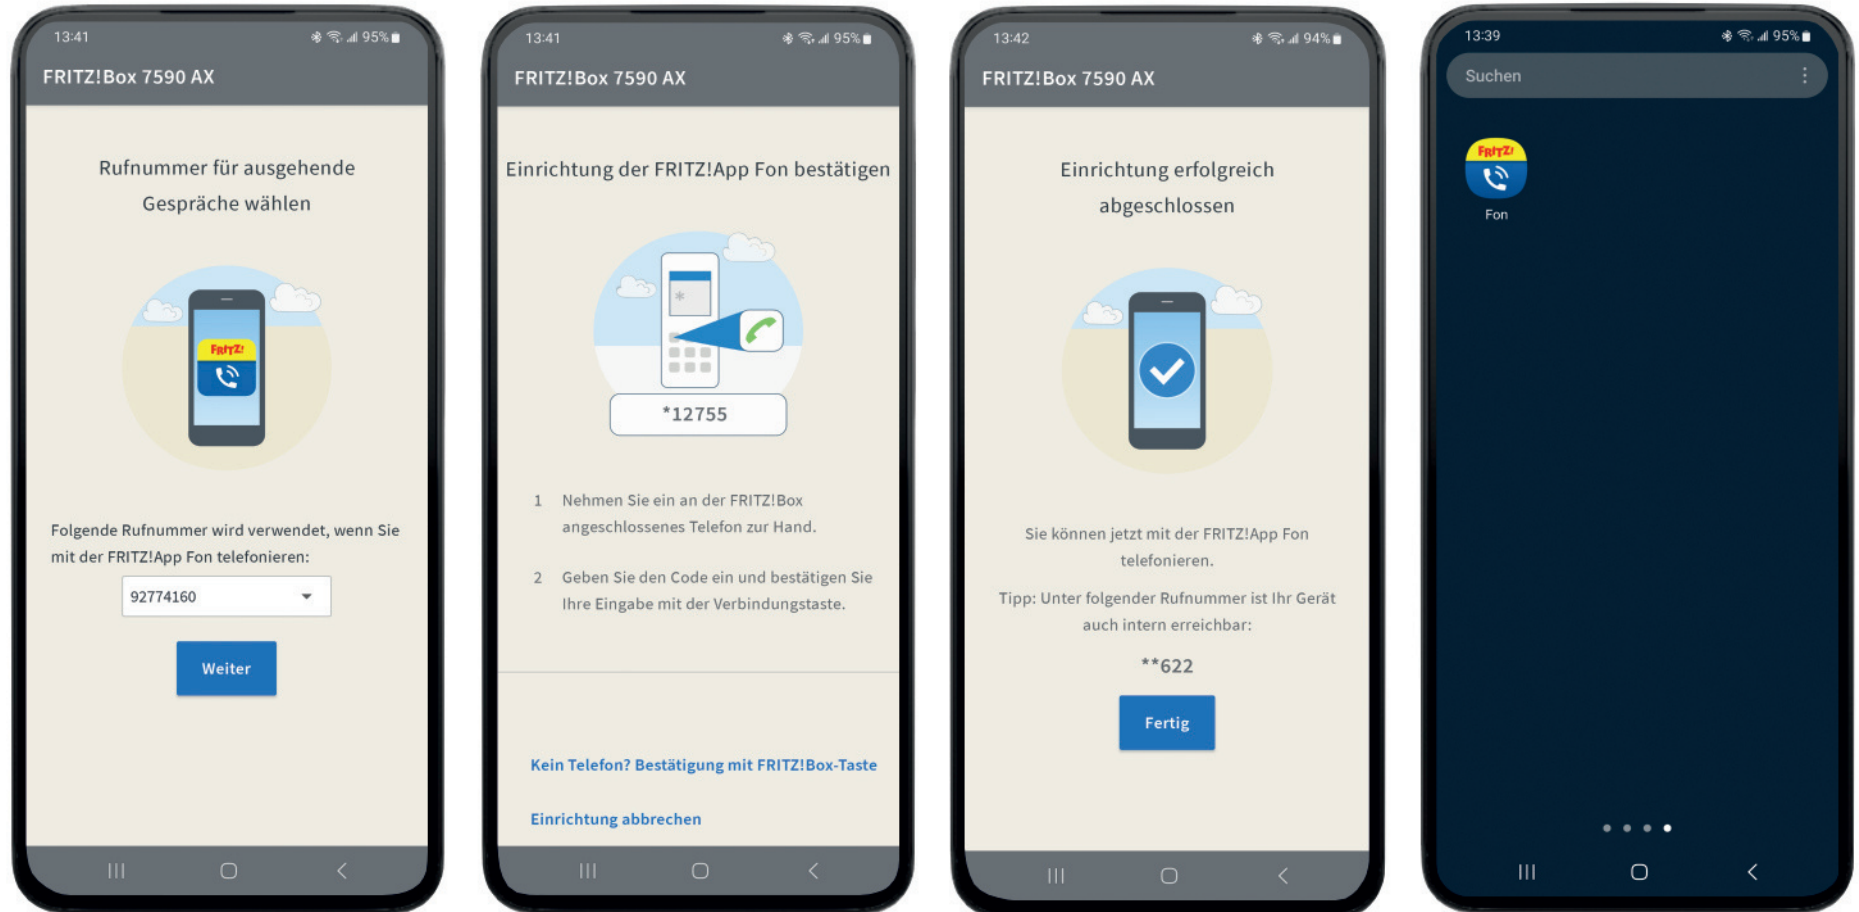 13:41
95%
FRITZ!Box 7590 AX
Rufnummer für ausgehende
Gespräche wählen
FRITZ!
Folgende Rufnummer wird verwendet, wenn Sie
mit der FRITZ!App Fon telefonieren:
92774160
Weiter
13:41
95%
FRITZ!Box 7590 AX
Einrichtung der FRITZ!App Fon bestätigen
*
*12755
1 Nehmen Sie ein an der FRITZ!Box
angeschlossenes Telefon zur Hand.
2 Geben Sie den Code ein und bestätigen Sie
Ihre Eingabe mit der Verbindungstaste.
Kein Telefon? Bestätigung mit FRITZ!Box-Taste
Einrichtung abbrechen
13:42
94%
FRITZ!Box 7590 AX
Einrichtung erfolgreich
abgeschlossen
Sie können jetzt mit der FRITZ!App Fon
telefonieren.
Tipp: Unter folgender Rufnummer ist Ihr Gerät
auch intern erreichbar:
**622
Fertig
13:39
95%
Suchen
FRITZ!
Fon